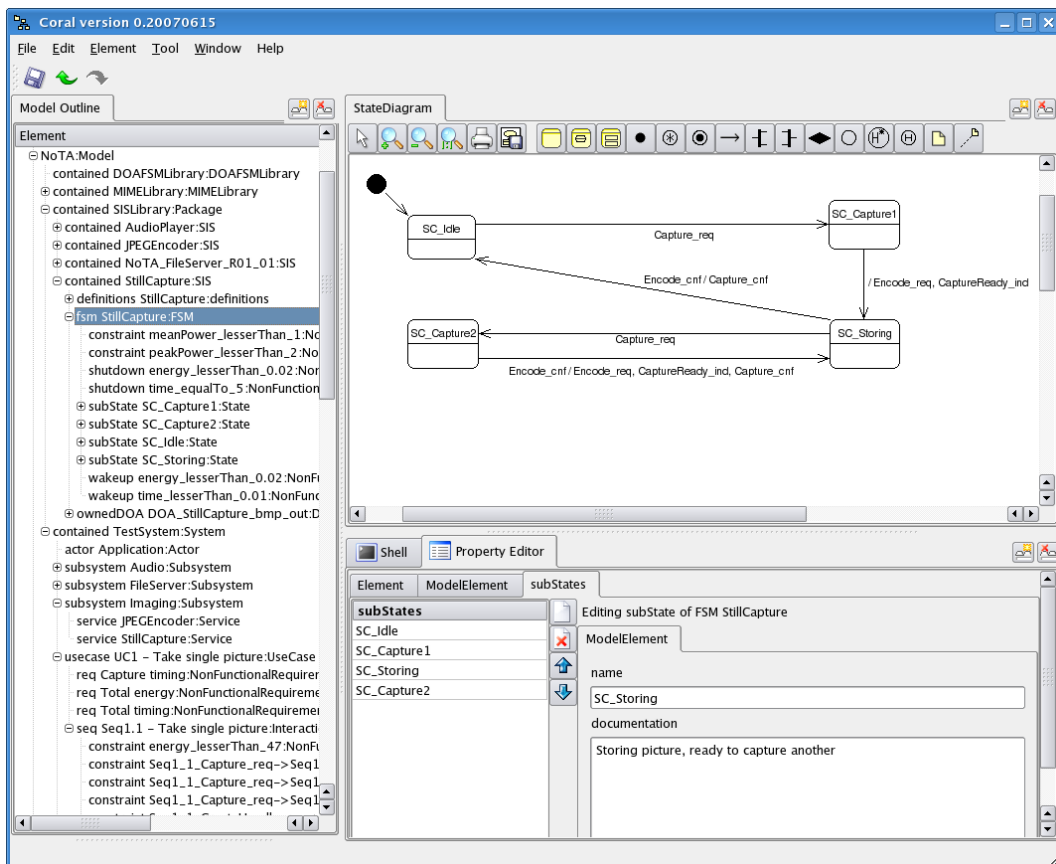 Coral version 0.20070615
File Edit Element Tool Window Help
Model Outline
Element
NoTA:Model
contained DOAFSMLibrary:DOAFSMLibrary
contained MIMELibrary:MIMELibrary
contained SISLibrary:Package
contained AudioPlayer:SIS
contained JPEGEncoder:SIS
contained NoTA_FileServer_R01_01:SIS
contained StillCapture:SIS
definitions StillCapture:definitions
fsm StillCapture:FSM
constraint meanPower_lesserThan_1:No
constraint peakPower_lesserThan_2:No
shutdown energy_lesserThan_0.02:Nor
shutdown time_equalTo_5:NonFunction
subState SC_Capture1:State
subState SC_Capture2:State
subState SC_Idle:State
subState SC_Storing:State
wakeup energy_lesserThan_0.02:NonFu
wakeup time_lesserThan_0.01:NonFunc
ownedDOA DOA_StillCapture_bmp_out:D
contained TestSystem:System
actor Application:Actor
subsystem Audio:Subsystem
subsystem FileServer:Subsystem
subsystem Imaging:Subsystem
service JPEGEncoder:Service
service StillCapture:Service
usecase UC1 – Take single picture:UseCase
req Capture timing:NonFunctionalRequirer
req Total energy:NonFunctionalRequireme
req Total timing:NonFunctionalRequiremer
seq Seq1.1 – Take single picture:Interacti
constraint energy_lesserThan_47:NonFu
constraint Seq1_1_Capture_req->Seq1
constraint Seq1_1_Capture_req->Seq1
constraint Seq1_1_Capture_req->Seq1
StateDiagram
SC_Idle
SC_Capture1
Capture_req
Encode_cnf / Capture_cnf
/ Encode_req, CaptureReady_ind
SC_Capture2
SC_Storing
Capture_req
Encode_cnf / Encode_req, CaptureReady_ind, Capture_cnf
Shell
Property Editor
Element ModelElement subStates
subStates
SC_Idle
SC_Capture1
SC_Storing
SC_Capture2
Editing subState of FSM StillCapture
ModelElement
name
SC_Storing
documentation
Storing picture, ready to capture another